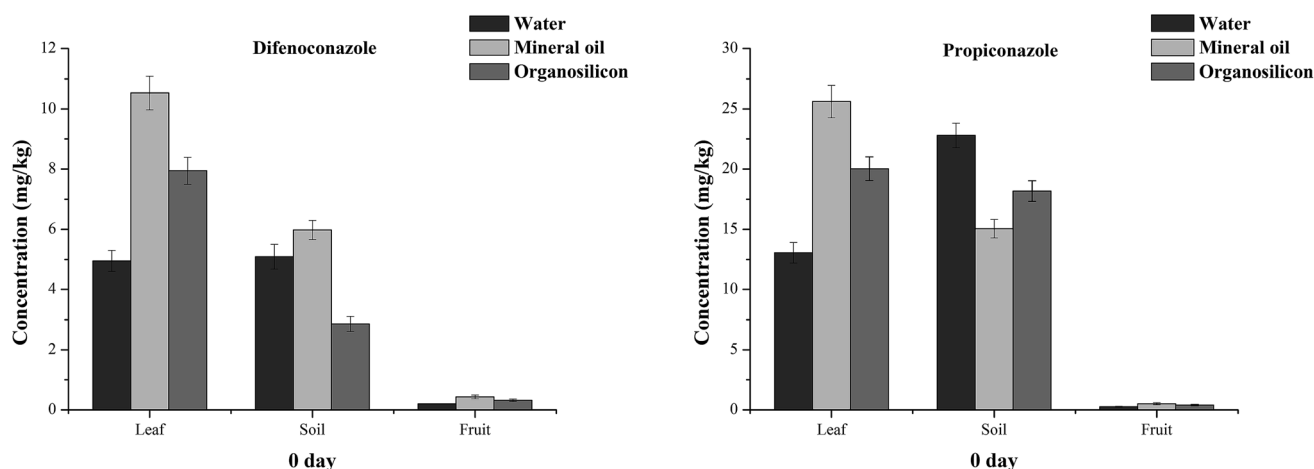 Difenoconazole
Water
Mineral oil
Organosilicon
Concentration (mg/kg)
12
10
8
6
4
2
0
Leaf
Soil
Fruit
0 day
Propiconazole
Water
Mineral oil
Organosilicon
Concentration (mg/kg)
30
25
20
15
10
5
0
Leaf
Soil
Fruit
0 day